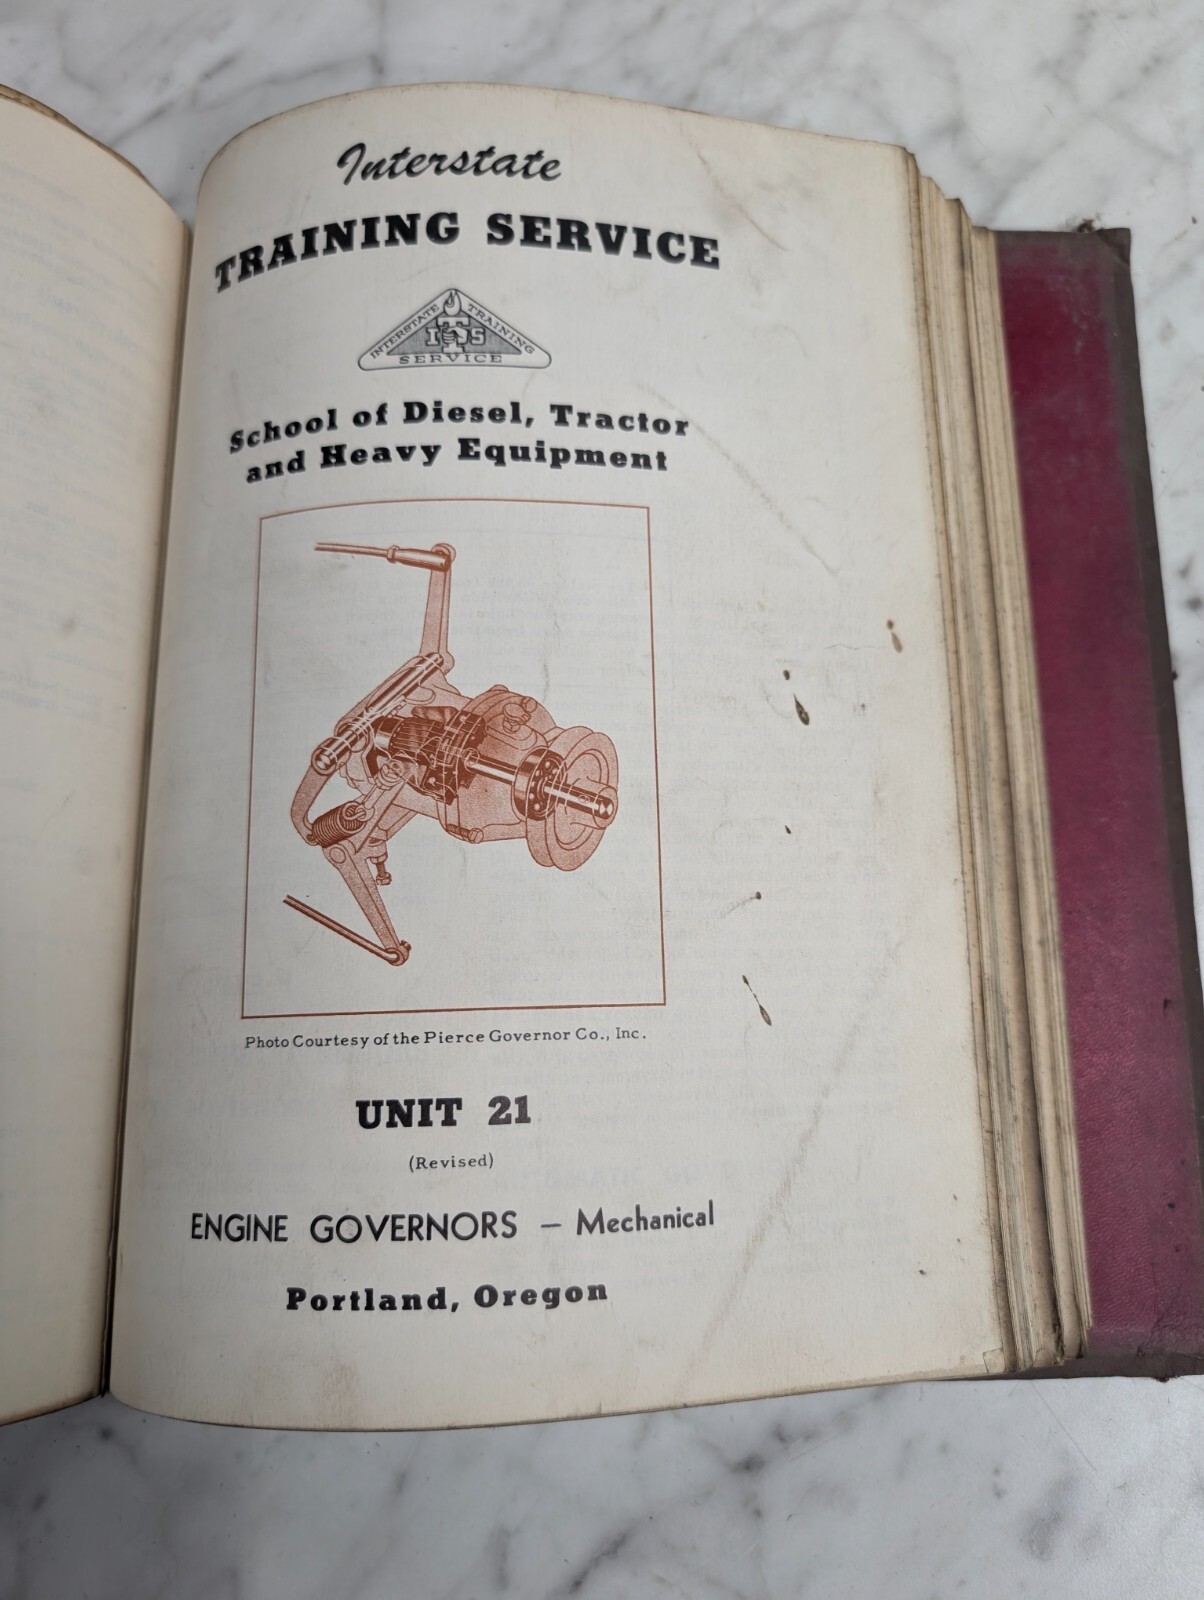 Interstate
TRAINING SERVICE
INTERSTATE TRAINING
ITS
SERVICE
School of Diesel, Tractor
and Heavy Equipment
Photo Courtesy of the Pierce Governor Co., Inc.
UNIT 21
(Revised)
ENGINE GOVERNORS – Mechanical
Portland, Oregon